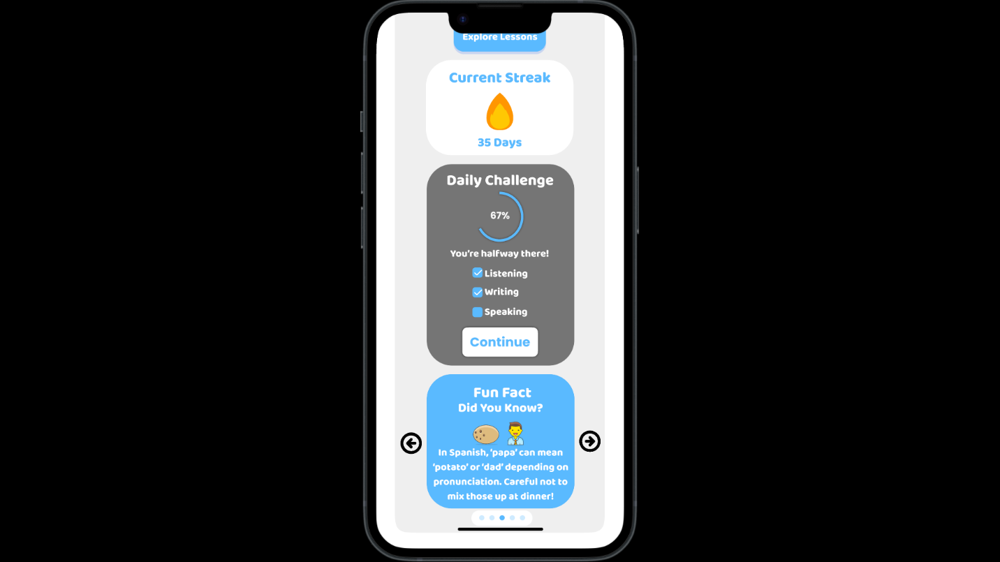 Explore Lessons
Current Streak
35 Days
Daily Challenge
67%
You're halfway there!
Listening
Writing
Speaking
Continue
Fun Fact
Did You Know?
In Spanish, 'papa' can mean
'potato' or 'dad' depending on
pronunciation. Careful not to
mix those up at dinner!